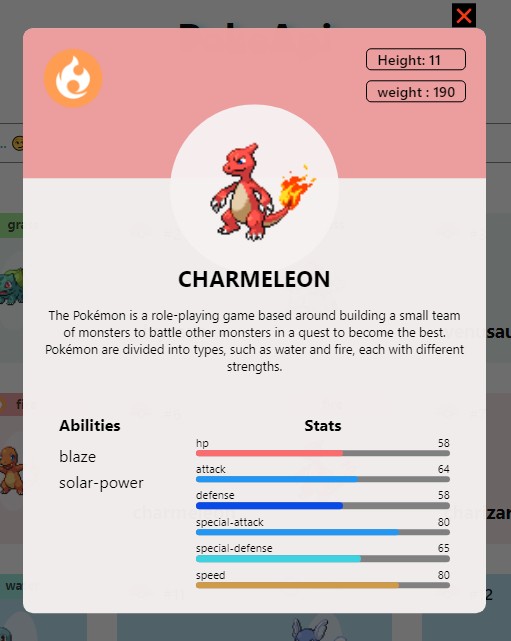 Height: 11
weight : 190
CHARMELEON
The Pokémon is a role-playing game based around building a small team
of monsters to battle other monsters in a quest to become the best.
Pokémon are divided into types, such as water and fire, each with different
strengths.
Abilities
blaze
solar-power
Stats
hp 58
attack 64
defense 58
special-attack 80
special-defense 65
speed 80